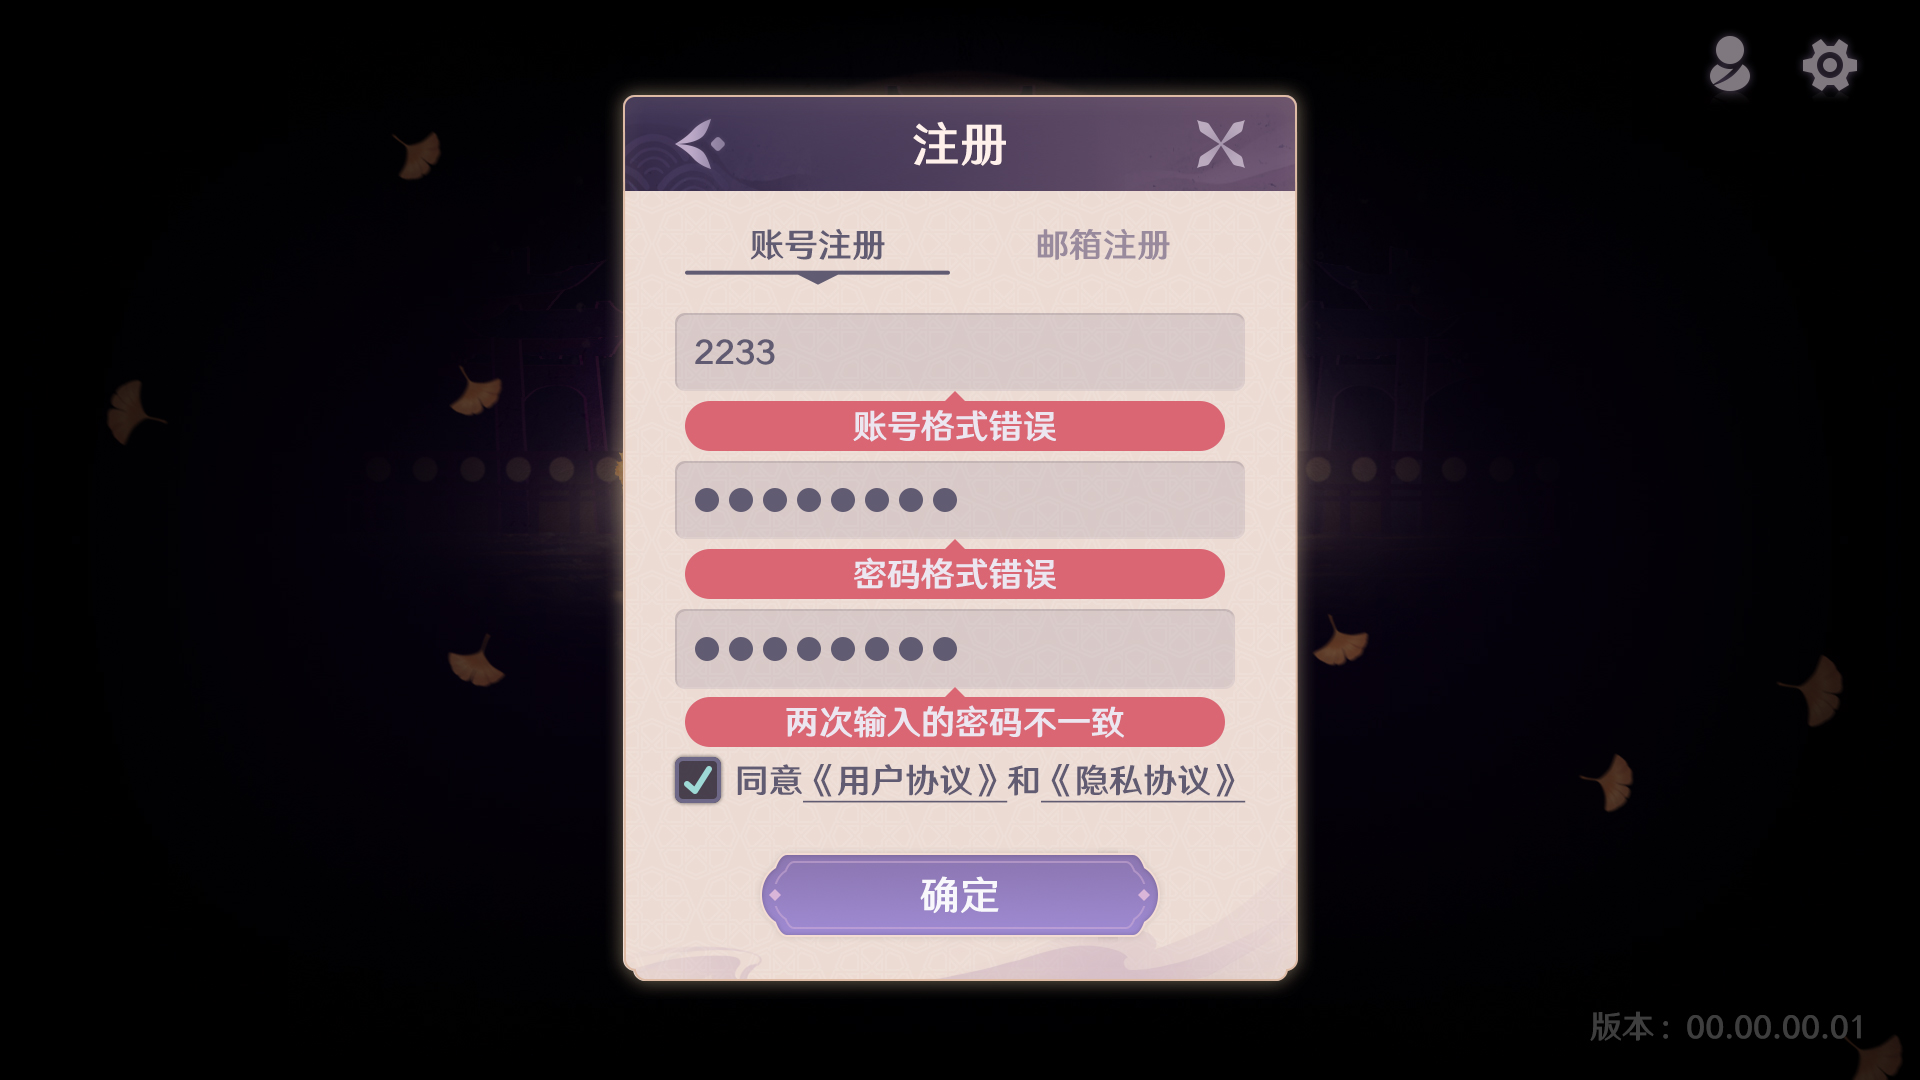 注册
账号注册
邮箱注册
2233
账号格式错误
密码格式错误
两次输入的密码不一致
同意《用户协议》和《隐私协议》
确定
版本：00.00.00.01